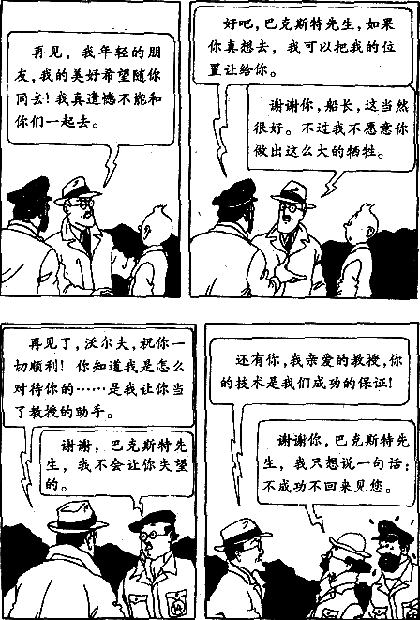 再见，我年轻的朋
友，我的美好希望随你
同去！我真遗憾不能和
你们一起去。
好吧，巴克斯特先生，如果
你真想去，我可以把我的位
置让给你。
谢谢你，船长，这当然
很好。不过我不愿意你
做出这么大的牺牲。
再见了，沃尔夫，祝你一
切顺利！你知道我是怎么
对待你的……是我让你当
了教授的助手。
谢谢，巴克斯特先
生，我不会让你失望
的。
还有你，我亲爱的教授，你
的技术是我们成功的保证！
谢谢你，巴克斯特先
生，我只想说一句话：
不成功不回来见您。